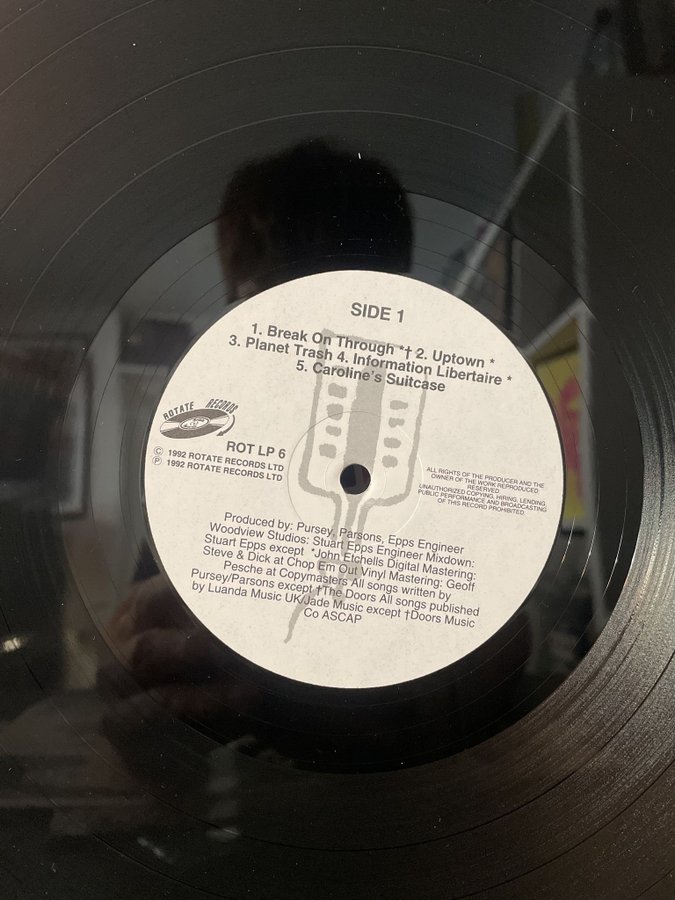 SIDE 1
1. Break On Through *† 2. Uptown *
3. Planet Trash 4. Information Libertaire *
5. Caroline's Suitcase
ROTATE RECORDS
ROT LP 6
© 1992 ROTATE RECORDS LTD
℗ 1992 ROTATE RECORDS LTD
ALL RIGHTS OF THE PRODUCER AND THE
OWNER OF THE WORK REPRODUCED
RESERVED.
UNAUTHORIZED COPYING, HIRING, LENDING,
PUBLIC PERFORMANCE AND BROADCASTING
OF THIS RECORD PROHIBITED.
Produced by: Pursey, Parsons, Epps Engineer
Woodview Studios: Stuart Epps Engineer Mixdown:
Stuart Epps except *John Etchells Digital Mastering:
Steve & Dick at Chop Em Out Vinyl Mastering: Geoff
Pesche at Copymasters All songs written by
Pursey/Parsons except †The Doors All songs published
by Luanda Music UK/Jade Music except †Doors Music
Co ASCAP